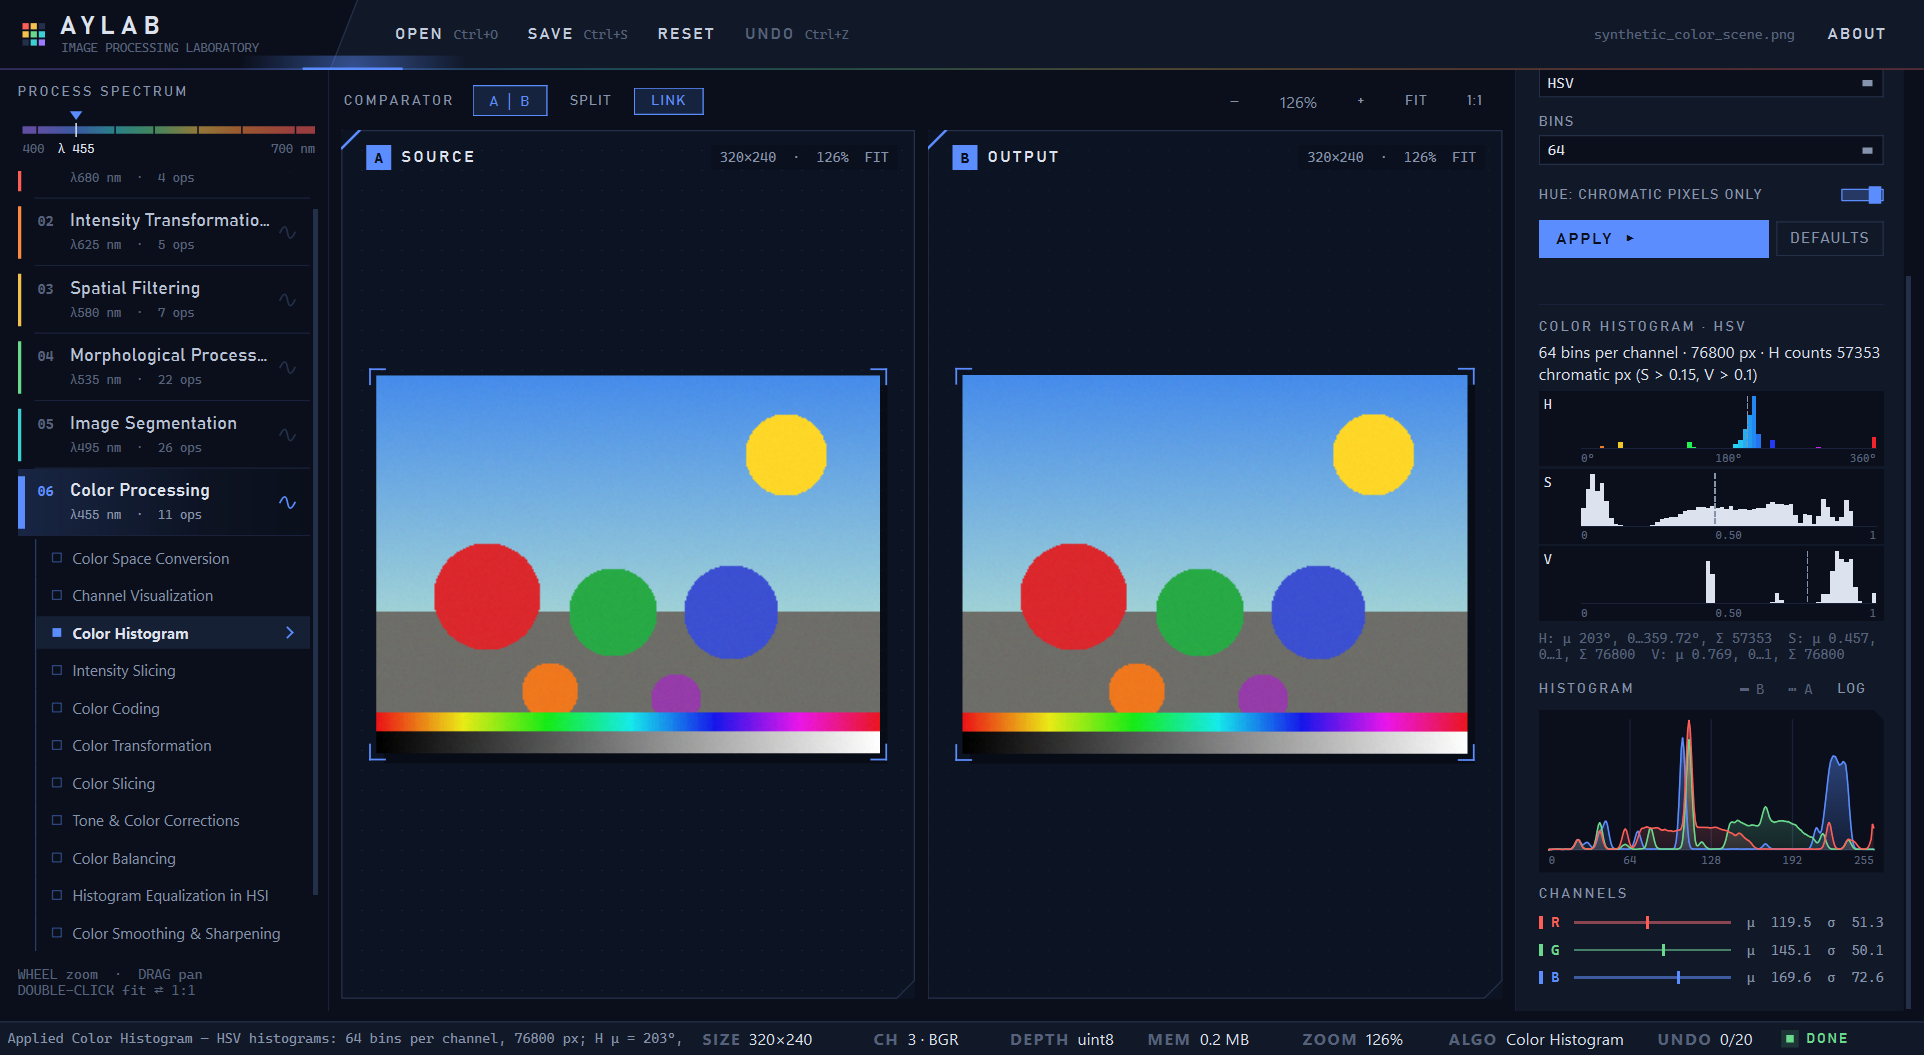 AYLAB
IMAGE PROCESSING LABORATORY
OPEN Ctrl+O SAVE Ctrl+S RESET UNDO Ctrl+Z
synthetic_color_scene.png ABOUT
PROCESS SPECTRUM
400 λ 455 700 nm
λ680 nm · 4 ops
02 Intensity Transformatio…
λ625 nm · 5 ops
03 Spatial Filtering
λ580 nm · 7 ops
04 Morphological Process…
λ535 nm · 22 ops
05 Image Segmentation
λ495 nm · 26 ops
06 Color Processing
λ455 nm · 11 ops
Color Space Conversion
Channel Visualization
Color Histogram
Intensity Slicing
Color Coding
Color Transformation
Color Slicing
Tone & Color Corrections
Color Balancing
Histogram Equalization in HSI
Color Smoothing & Sharpening
WHEEL zoom · DRAG pan
DOUBLE-CLICK fit ⇄ 1:1
COMPARATOR A | B SPLIT LINK
− 126% + FIT 1:1
A SOURCE 320×240 · 126% FIT
B OUTPUT 320×240 · 126% FIT
HSV
BINS
64
HUE: CHROMATIC PIXELS ONLY
APPLY ▸ DEFAULTS
COLOR HISTOGRAM · HSV
64 bins per channel · 76800 px · H counts 57353
chromatic px (S > 0.15, V > 0.1)
H
0° 180° 360°
S
0 0.50 1
V
0 0.50 1
H: μ 203°, 0…359.72°, Σ 57353 S: μ 0.457,
0…1, Σ 76800 V: μ 0.769, 0…1, Σ 76800
HISTOGRAM B A LOG
0 64 128 192 255
CHANNELS
R μ 119.5 σ 51.3
G μ 145.1 σ 50.1
B μ 169.6 σ 72.6
Applied Color Histogram — HSV histograms: 64 bins per channel, 76800 px; H μ = 203°, SIZE 320×240 CH 3 · BGR DEPTH uint8 MEM 0.2 MB ZOOM 126% ALGO Color Histogram UNDO 0/20 DONE